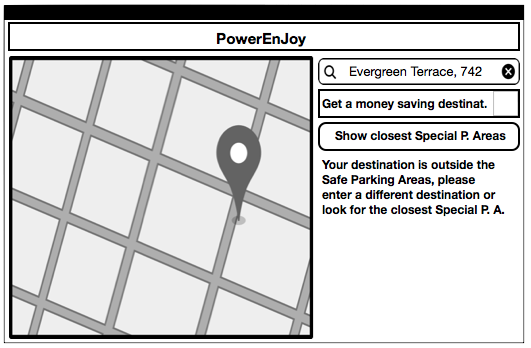 PowerEnJoy
Evergreen Terrace, 742
Get a money saving destinat.
Show closest Special P. Areas
Your destination is outside the
Safe Parking Areas, please
enter a different destination or
look for the closest Special P. A.